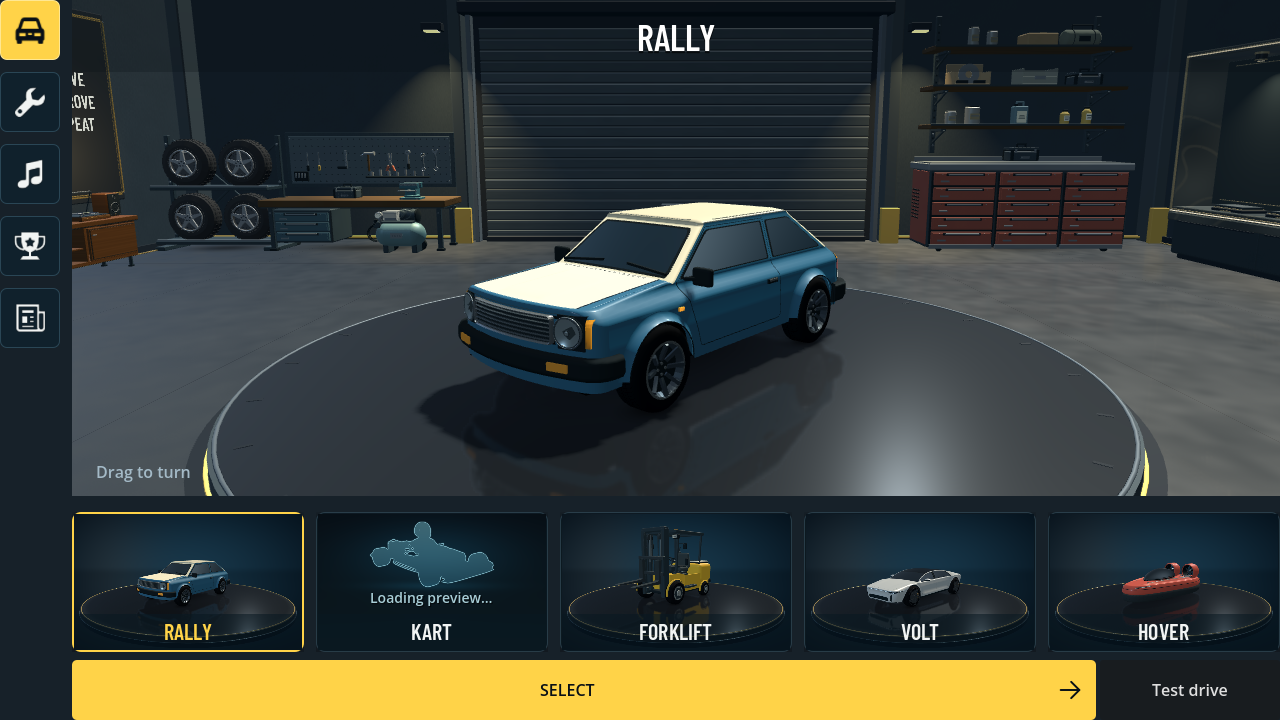 RALLY
Drag to turn
RALLY
Loading preview...
KART
FORKLIFT
VOLT
HOVER
SELECT
Test drive